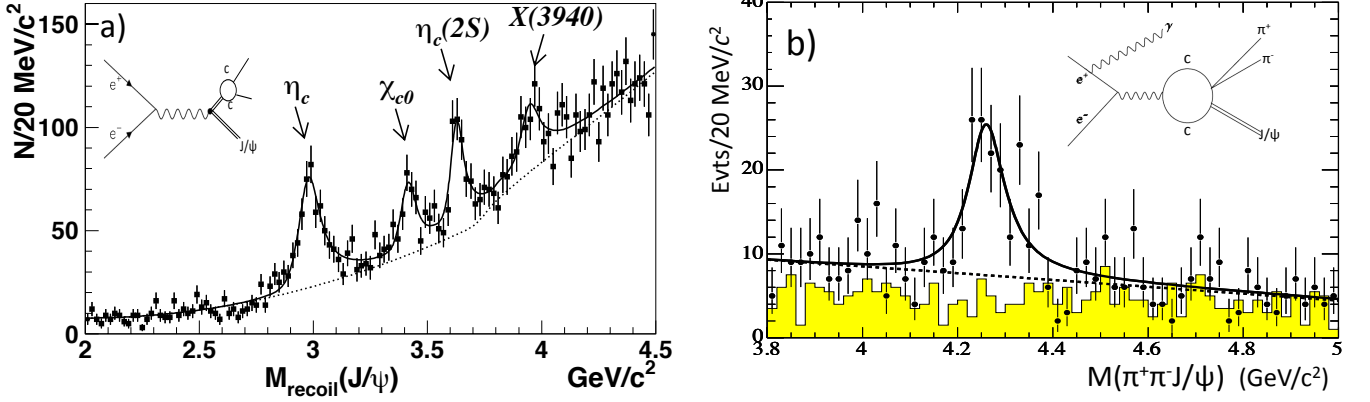 a)
N/20 MeV/c²
150
100
50
0
2
2.5
3
3.5
4
4.5
M_recoil(J/ψ)
GeV/c²
η_c
χ_c0
η_c(2S)
X(3940)
e⁺
e⁻
c
c
J/ψ
b)
Evts/20 MeV/c²
40
30
20
10
0
3.8
4
4.2
4.4
4.6
4.8
5
M(π⁺π⁻J/ψ) (GeV/c²)
e⁺
e⁻
γ
c
c
π⁺
π⁻
J/ψ